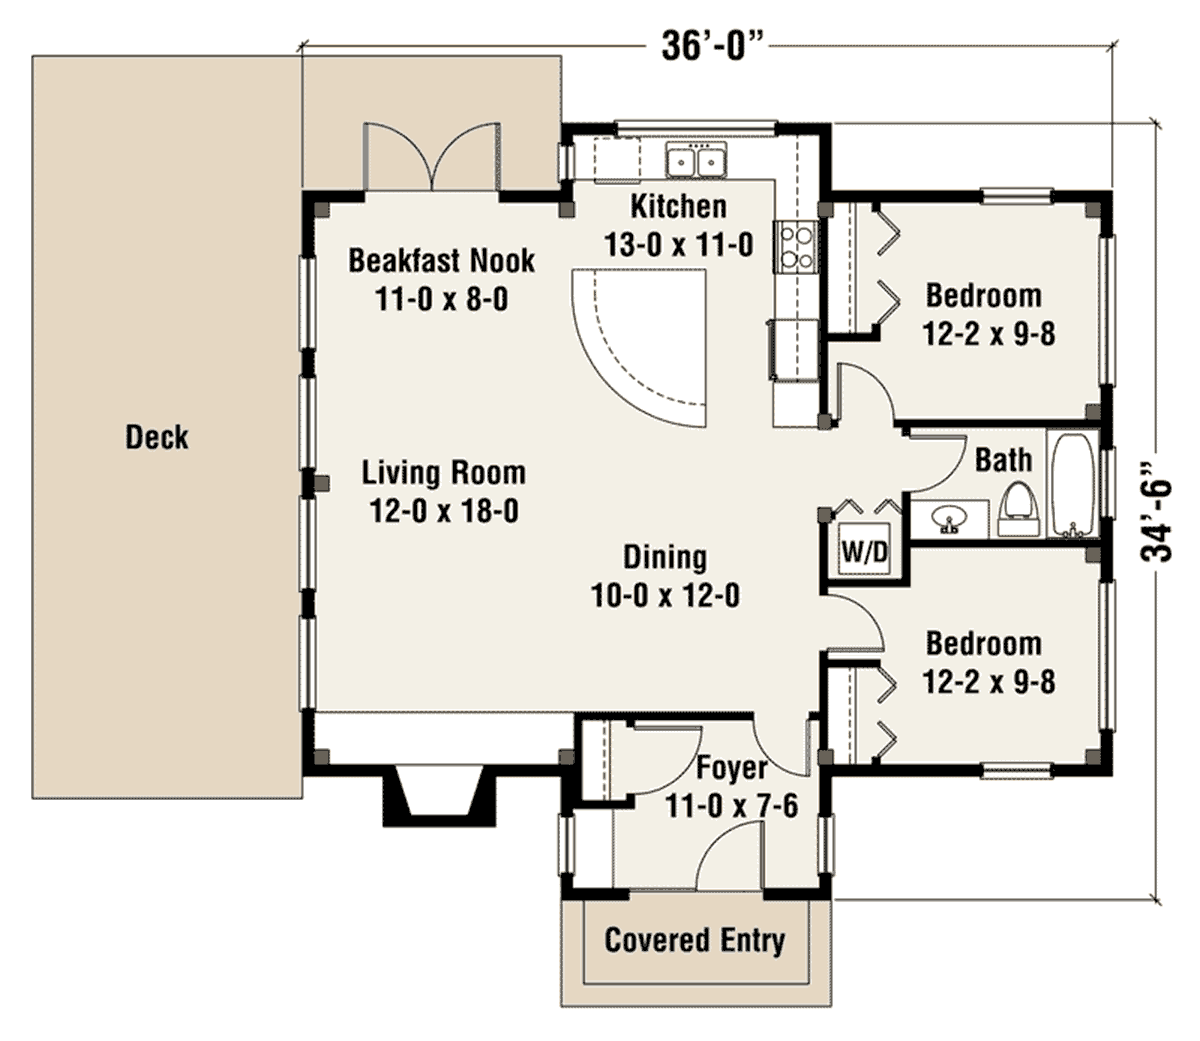 36’-0”
Kitchen
13-0 x 11-0
Beakfast Nook
11-0 x 8-0
Bedroom
12-2 x 9-8
Deck
Living Room
12-0 x 18-0
Bath
34’-6”
W/D
Dining
10-0 x 12-0
Bedroom
12-2 x 9-8
Foyer
11-0 x 7-6
Covered Entry